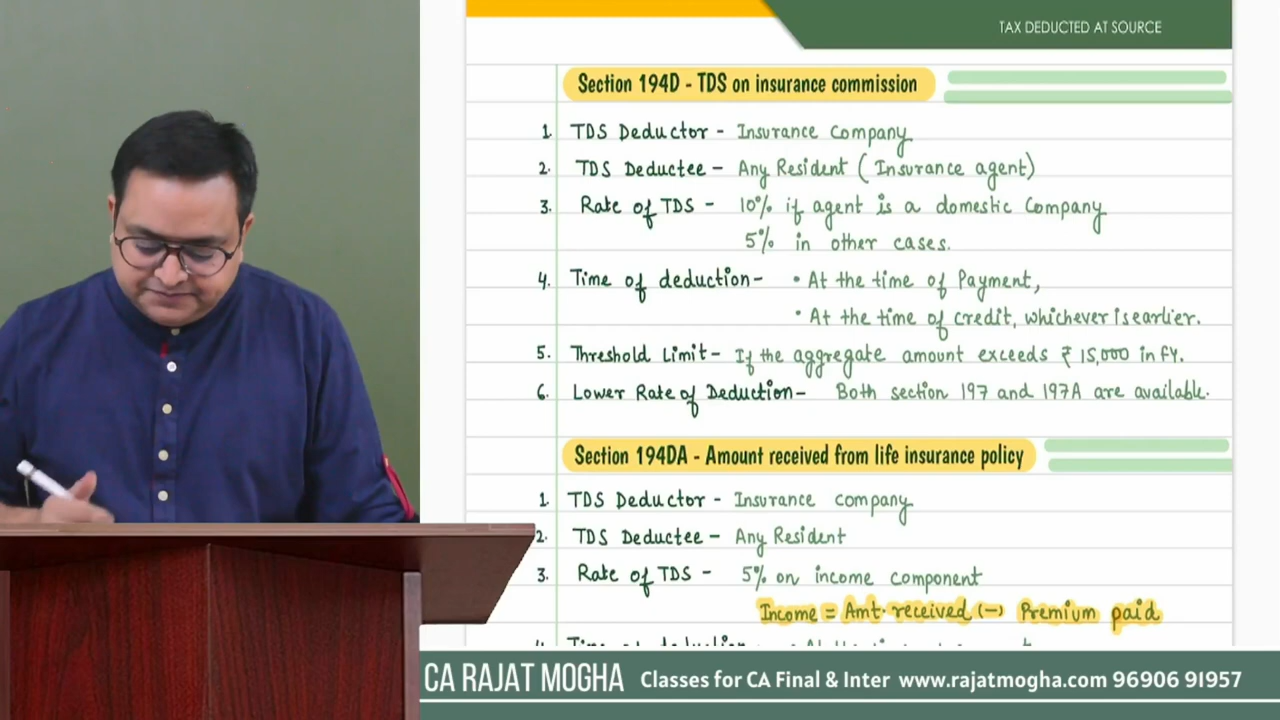 TAX DEDUCTED AT SOURCE
Section 194D - TDS on insurance commission
1. TDS Deductor - Insurance Company
2. TDS Deductee - Any Resident (Insurance agent)
3. Rate of TDS - 10% if agent is a domestic Company
5% in other cases.
4. Time of deduction- • At the time of Payment,
• At the time of credit, whichever is earlier.
5. Threshold Limit- If the aggregate amount exceeds ₹ 15,000 in FY.
6. Lower Rate of Deduction- Both section 197 and 197A are available.
Section 194DA - Amount received from life insurance policy
1. TDS Deductor - Insurance company
2. TDS Deductee - Any Resident
3. Rate of TDS - 5% on income component
Income = Amt. received (-) Premium paid
CA RAJAT MOGHA Classes for CA Final & Inter www.rajatmogha.com 96906 91957